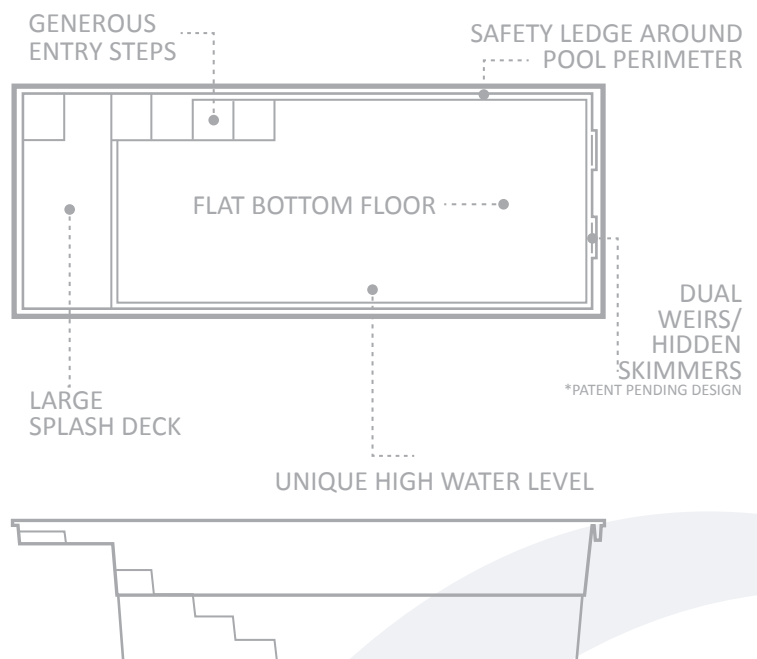 GENEROUS
ENTRY STEPS
SAFETY LEDGE AROUND
POOL PERIMETER
FLAT BOTTOM FLOOR
DUAL
WEIRS/
HIDDEN
SKIMMERS
*PATENT PENDING DESIGN
LARGE
SPLASH DECK
UNIQUE HIGH WATER LEVEL